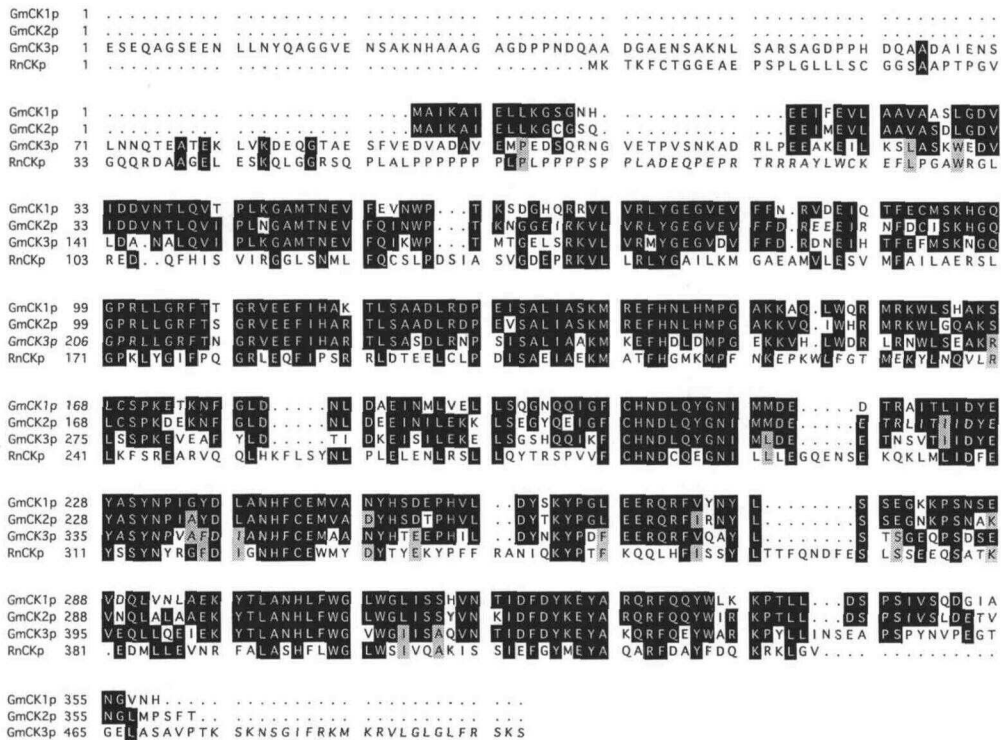 GmCK1p 1 . . . . . . . . . . . . . . . . . . . . . . . . . . . . . . . . . . . . . . . . . . . . . . . . . . . . . . . . . . . . . . . . . . . . . .
GmCK2p 1 . . . . . . . . . . . . . . . . . . . . . . . . . . . . . . . . . . . . . . . . . . . . . . . . . . . . . . . . . . . . . . . . . . . . . .
GmCK3p 1 ESEQAGSEEN LLNYQAGGVE NSAKNHAAAG AGDPPNDQAA DGAENSAKNL SARSAGDPPH DQAADAIENS
RnCKp 1 .......... .......... .......... ........MK TKFCTGGEAE PSPLGLLLSC GGSAAPTPGV
GmCK1p 1 .......... .......... .......... MAIKAI ELLKGSGNH. .......... EEIFEVL AAVAASLGDV
GmCK2p 1 .......... .......... .......... MAIKAI ELLKGCGSQ. .......... EEIMEVL AAVASDLGDV
GmCK3p 71 LNNQTEATEK LVKDEQGTAE SFVEDVADAV EMPEDSQRNG VETPVSNKAD RLPEEAKEIL KSLASKWEDV
RnCKp 33 GQQRDAAGEL ESKQLGGRSQ PLALPPPPPP PLPLPPPPSP PLADEQPEPR TRRRAYLWCK EFLPGAWRGL
GmCK1p 33 IDDVNTLQVT PLKGAMTNEV FEVNWP...T KSDGHQRRVL VRLYGEGVEV FFN.RVDEIQ TFECMSKHGQ
GmCK2p 33 IDDVNTLQVI PLNGAMTNEV FQINWP...T KNGGEIRKVL VRLYGEGVEV FFD.REEEIR NFDCISKHGQ
GmCK3p 141 LDA.NALQVI PLKGAMTNEV FQIKWP...T MTGELSRKVL VRMYGEGVDV FFD.RDNEIH TFEFMSKNGQ
RnCKp 103 RED..QFHIS VIRGGLSNML FQCSLPDSIA SVGDEPRKVL LRLYGAILKM GAEAMVLESV MFAILAERSL
GmCK1p 99 GPRLLGRFTT GRVEEFIHAK TLSAADLRDP EISALIASKM REFHNLHMPG AKKAQ.LWQR MRKWLSHAKS
GmCK2p 99 GPRLLGRFTS GRVEEFIHAR TLSAADLRDP EVSALIASKM REFHNLHMPG AKKVQ.IWHR MRKWLGQAKS
GmCK3p 206 GPRLLGRFTN GRVEEFIHAR TLSASDLRNP EISALIAAKM KEFHDLDMPG EKKVH.LWDR LRNWLSEAKR
RnCKp 171 GPKLYGIFPQ GRLEQFIPSR RLDTEELCLP DISAEIAEKM ATFHGMKMPF NKEPKWLFGT MEKYLNQVLR
GmCK1p 168 LCSPKETKNF GLD.....NL DAEINMLVEL LSQGNQQIGF CHNDLQYGNI MMDE.....D TRAITLIDYE
GmCK2p 168 LCSPKDEKNF GLD.....NL DEEINILEKK LSEGYQEIGF CHNDLQYGNI MMDE.....E TRLITIIDYE
GmCK3p 275 LSSPKEVEAF YLD.....TI DKEISILEKE LSGSHQQIKF CHNDLQYGNI MLDE.....E TNSVTIIDYE
RnCKp 241 LKFSREARVQ QLHKFLSYNL PLELENLRSL LQYTRSPVVF CHNDCQEGNI LLLEGQENSE KQKLMLIDFE
GmCK1p 228 YASYNPIGYD LANHFCEMVA NYHSDEPHVL ..DYSKYPGL EERQRFVYNY L........S SEGKKPSNSE
GmCK2p 228 YASYNPIAYD LANHFCEMVA DYHSDTPHVL ..DYTKYPGL EERQRFIRNY L........S SEGNKPSNAK
GmCK3p 335 YASYNPVAFD IANHFCEMAA NYHTEEPHIL ..DYNKYPDF EERQRFVQAY L........S STSGEQPSDSE
RnCKp 311 YSSYNYRGFD IGNHFCEWMY DYTYEKYPFF RANIQKYPTF KQQLHFISSY LTTFQNDFES LSSEEQSATK
GmCK1p 288 VDQLVNLAEK YTLANHLFWG LWGLISSHVN TIDFDYKEYA RQRFQQYWLK KPTLL...DS PSIVSQDGIA
GmCK2p 288 VNQLALAAEK YTLANHLFWG LWGLISSYVN KIDFDYKEYA RQRFQQYWIR KPTLL...DS PSIVSLDETV
GmCK3p 395 VEQLLQEIEK YTLANHLFWG VWGIISAQVN TIDFDYKEYA KQRFQEYWAR KPYLLINSEA PSPYNVPEGT
RnCKp 381 .EDMLLEVNR FALASHFLWG LWSIVQAKIS SIEFGYMEYA QARFDAYFDQ KRKLGV.... ..........
GmCK1p 355 NGVNH..... .......... .......... .......... ...
GmCK2p 355 NGLMPSFT.. .......... .......... .......... ...
GmCK3p 465 GELASAVPTK SKNSGIFRKM KRVLGLGLFR SKS